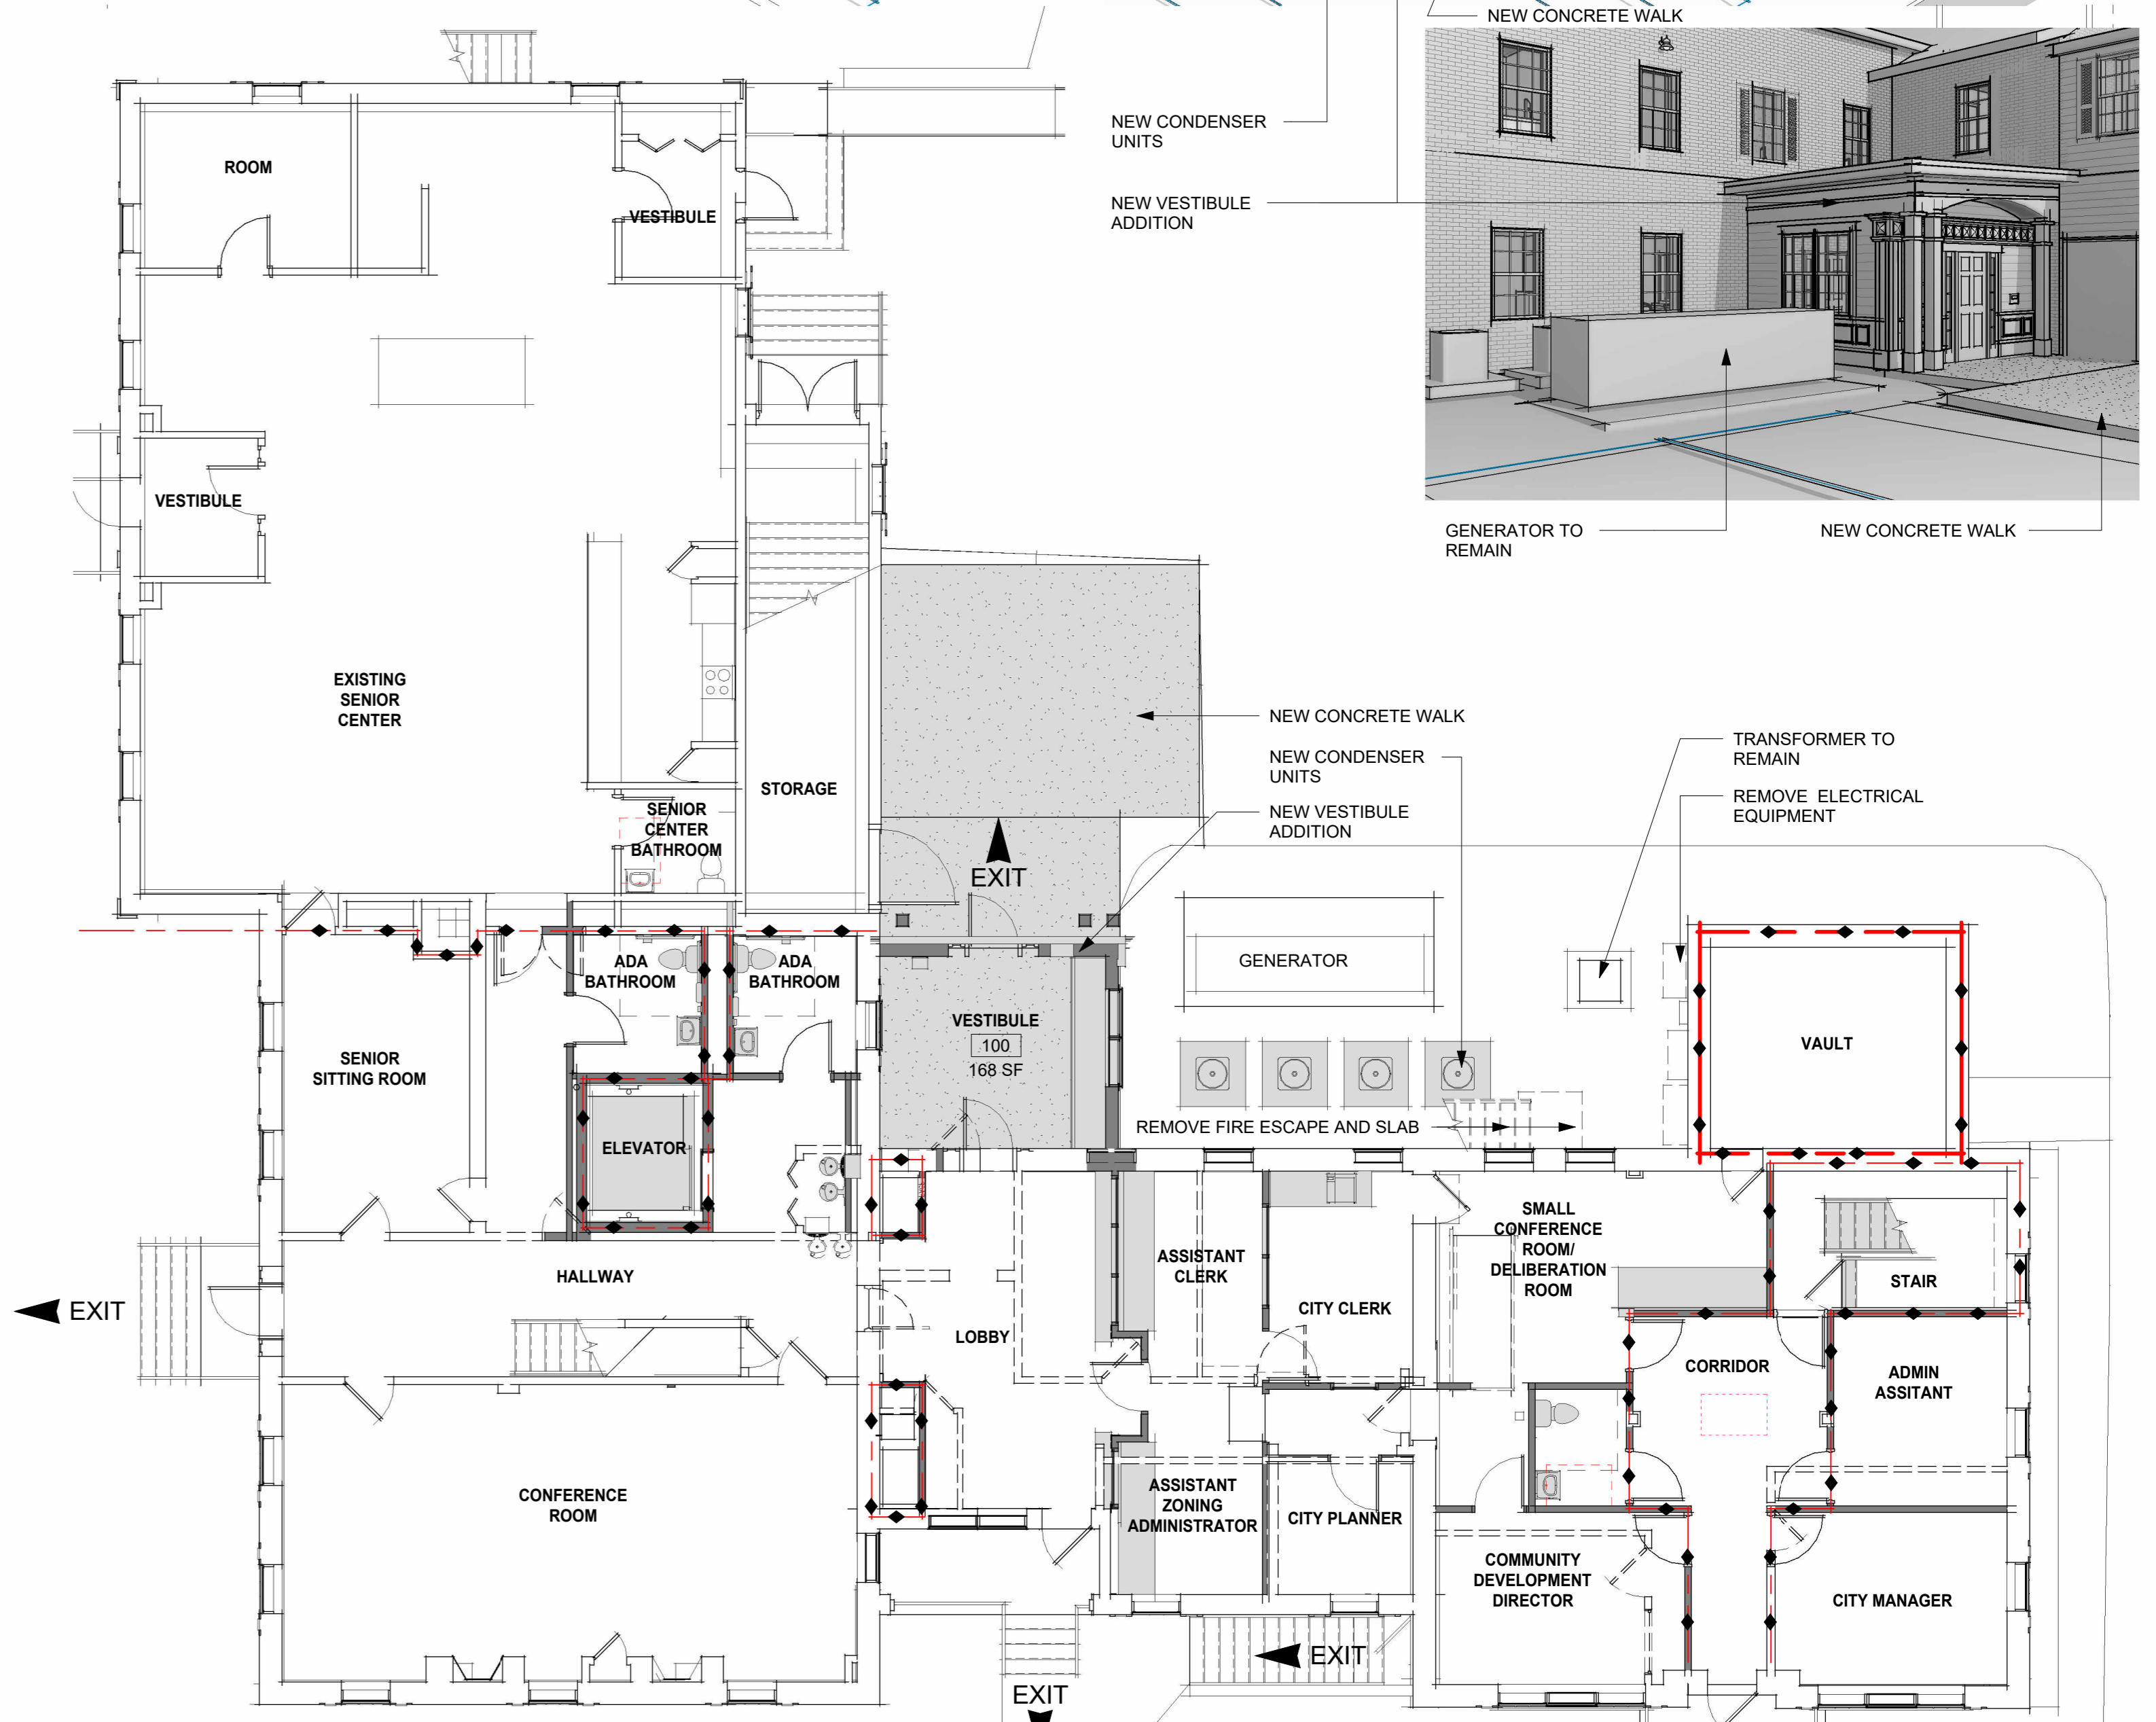 NEW CONCRETE WALK
NEW CONDENSER
UNITS
NEW VESTIBULE
ADDITION
GENERATOR TO
REMAIN
NEW CONCRETE WALK
ROOM
VESTIBULE
VESTIBULE
EXISTING
SENIOR
CENTER
STORAGE
SENIOR
CENTER
BATHROOM
NEW CONCRETE WALK
NEW CONDENSER
UNITS
NEW VESTIBULE
ADDITION
TRANSFORMER TO
REMAIN
REMOVE ELECTRICAL
EQUIPMENT
EXIT
GENERATOR
ADA
BATHROOM
ADA
BATHROOM
VESTIBULE
100
168 SF
VAULT
SENIOR
SITTING ROOM
ELEVATOR
REMOVE FIRE ESCAPE AND SLAB
HALLWAY
EXIT
LOBBY
ASSISTANT
CLERK
CITY CLERK
SMALL
CONFERENCE
ROOM/
DELIBERATION
ROOM
STAIR
CORRIDOR
ADMIN
ASSITANT
CONFERENCE
ROOM
ASSISTANT
ZONING
ADMINISTRATOR
CITY PLANNER
COMMUNITY
DEVELOPMENT
DIRECTOR
CITY MANAGER
EXIT
EXIT